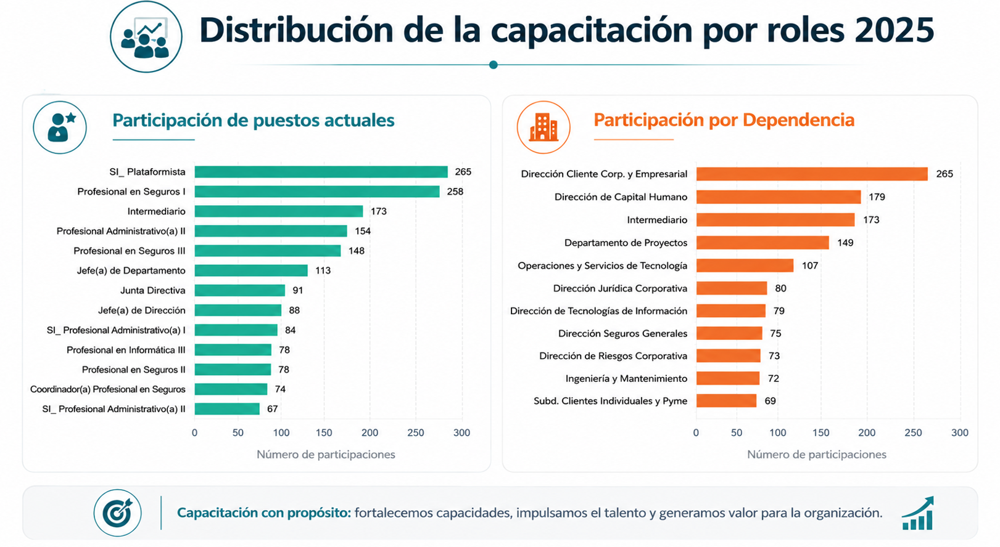 Distribución de la capacitación por roles 2025
Participación de puestos actuales
SI_ Plataformista 265
Profesional en Seguros I 258
Intermediario 173
Profesional Administrativo(a) II 154
Profesional en Seguros III 148
Jefe(a) de Departamento 113
Junta Directiva 91
Jefe(a) de Dirección 88
SI_ Profesional Administrativo(a) I 84
Profesional en Informática III 78
Profesional en Seguros II 78
Coordinador(a) Profesional en Seguros 74
SI_ Profesional Administrativo(a) II 67
0 50 100 150 200 250 300
Número de participaciones
Participación por Dependencia
Dirección Cliente Corp. y Empresarial 265
Dirección de Capital Humano 179
Intermediario 173
Departamento de Proyectos 149
Operaciones y Servicios de Tecnología 107
Dirección Jurídica Corporativa 80
Dirección de Tecnologías de Información 79
Dirección Seguros Generales 75
Dirección de Riesgos Corporativa 73
Ingeniería y Mantenimiento 72
Subd. Clientes Individuales y Pyme 69
0 50 100 150 200 250 300
Número de participaciones
Capacitación con propósito: fortalecemos capacidades, impulsamos el talento y generamos valor para la organización.